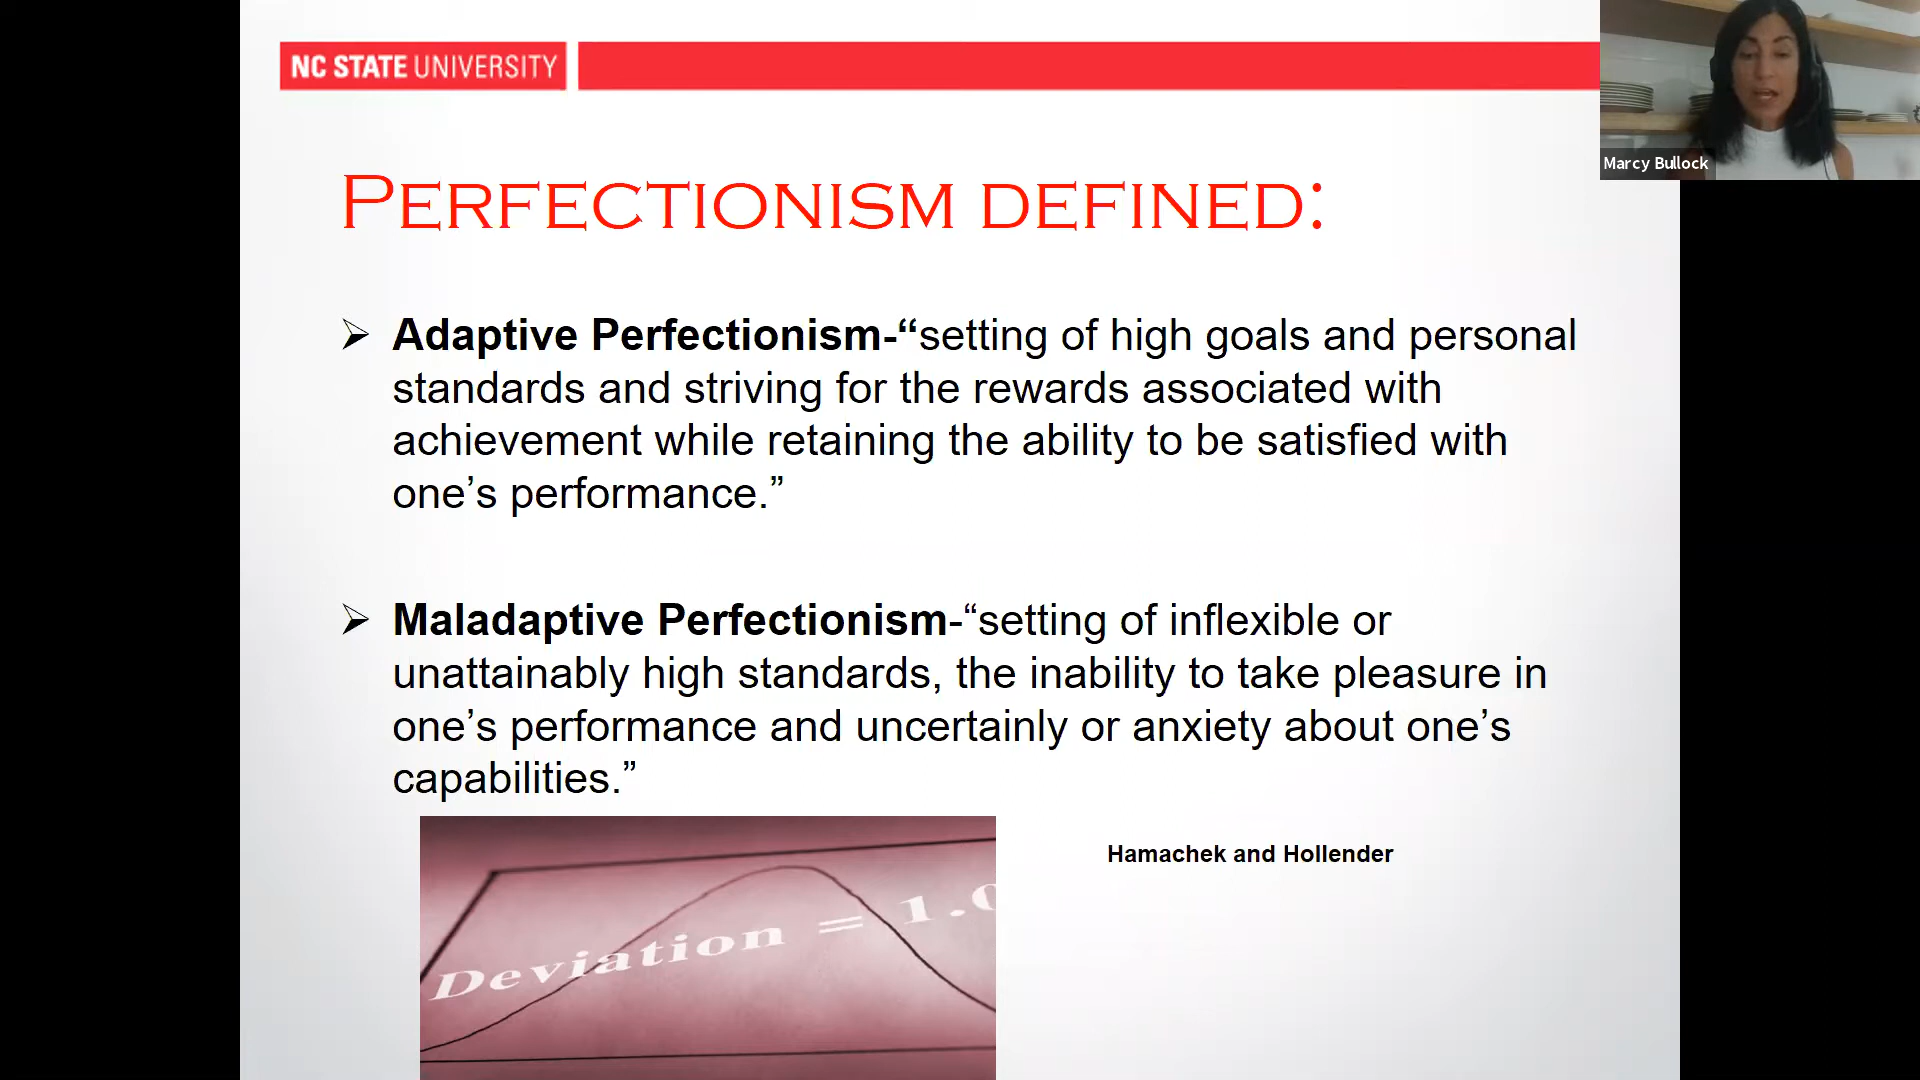 NC STATE UNIVERSITY
Marcy Bullock
PERFECTIONISM DEFINED:
Adaptive Perfectionism-“setting of high goals and personal
standards and striving for the rewards associated with
achievement while retaining the ability to be satisfied with
one’s performance.”
Maladaptive Perfectionism-“setting of inflexible or
unattainably high standards, the inability to take pleasure in
one’s performance and uncertainly or anxiety about one’s
capabilities.”
Hamachek and Hollender
Deviation = 1.0